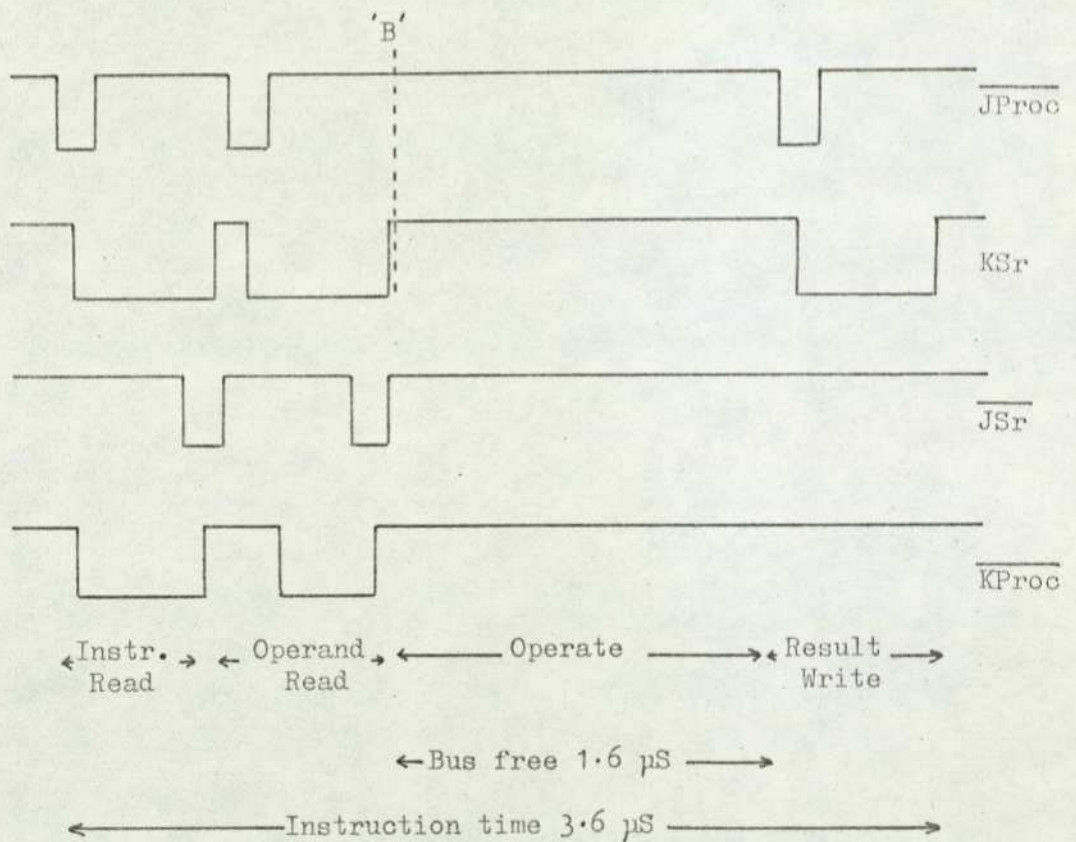 'B'
JProc
KSr
JSr
KProc
Instr. Read
Operand Read
Operate
Result Write
Bus free 1·6 µS
Instruction time 3·6 µS